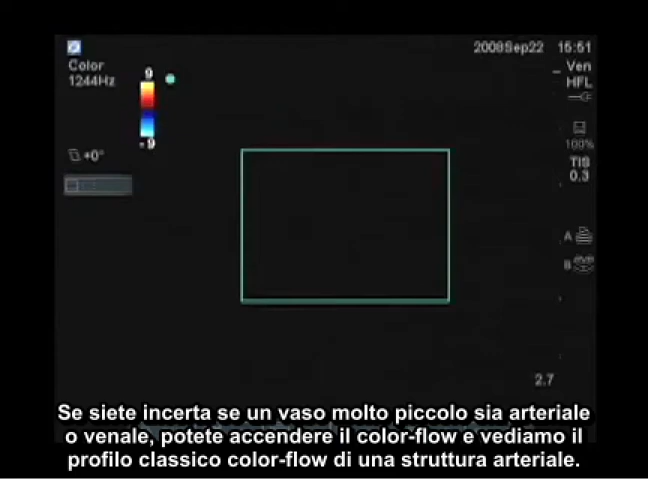 2008Sep22 15:51
Color
1244Hz
9
-9
+0°
Ven
HFL
100%
TIS
0.3
A
B
2.7
Se siete incerta se un vaso molto piccolo sia arteriale
o venale, potete accendere il color-flow e vediamo il
profilo classico color-flow di una struttura arteriale.